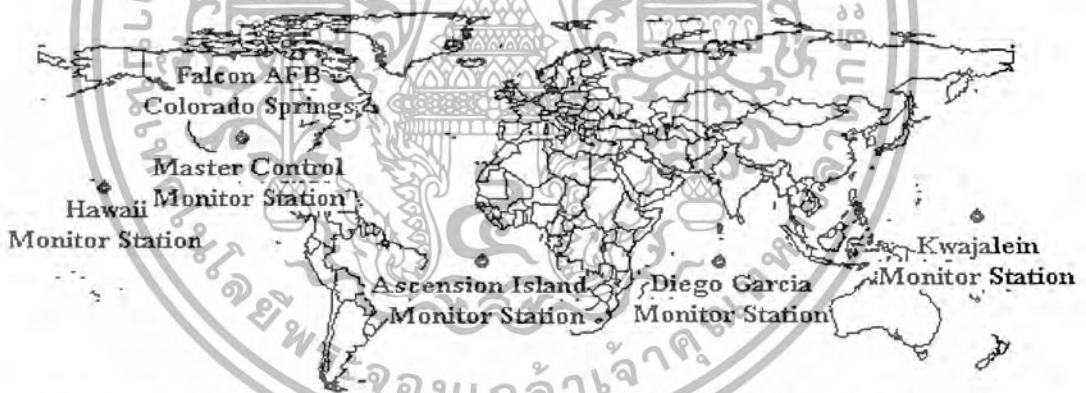 Falcon AFB
Colorado Springs
Master Control
Monitor Station
Hawaii
Monitor Station
Ascension Island
Monitor Station
Diego Garcia
Monitor Station
Kwajalein
Monitor Station